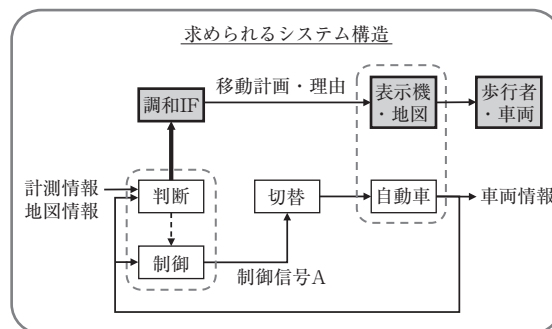 求められるシステム構造
調和IF
移動計画・理由
表示機
・地図
歩行者
・車両
計測情報
地図情報
判断
切替
自動車
車両情報
制御
制御信号A